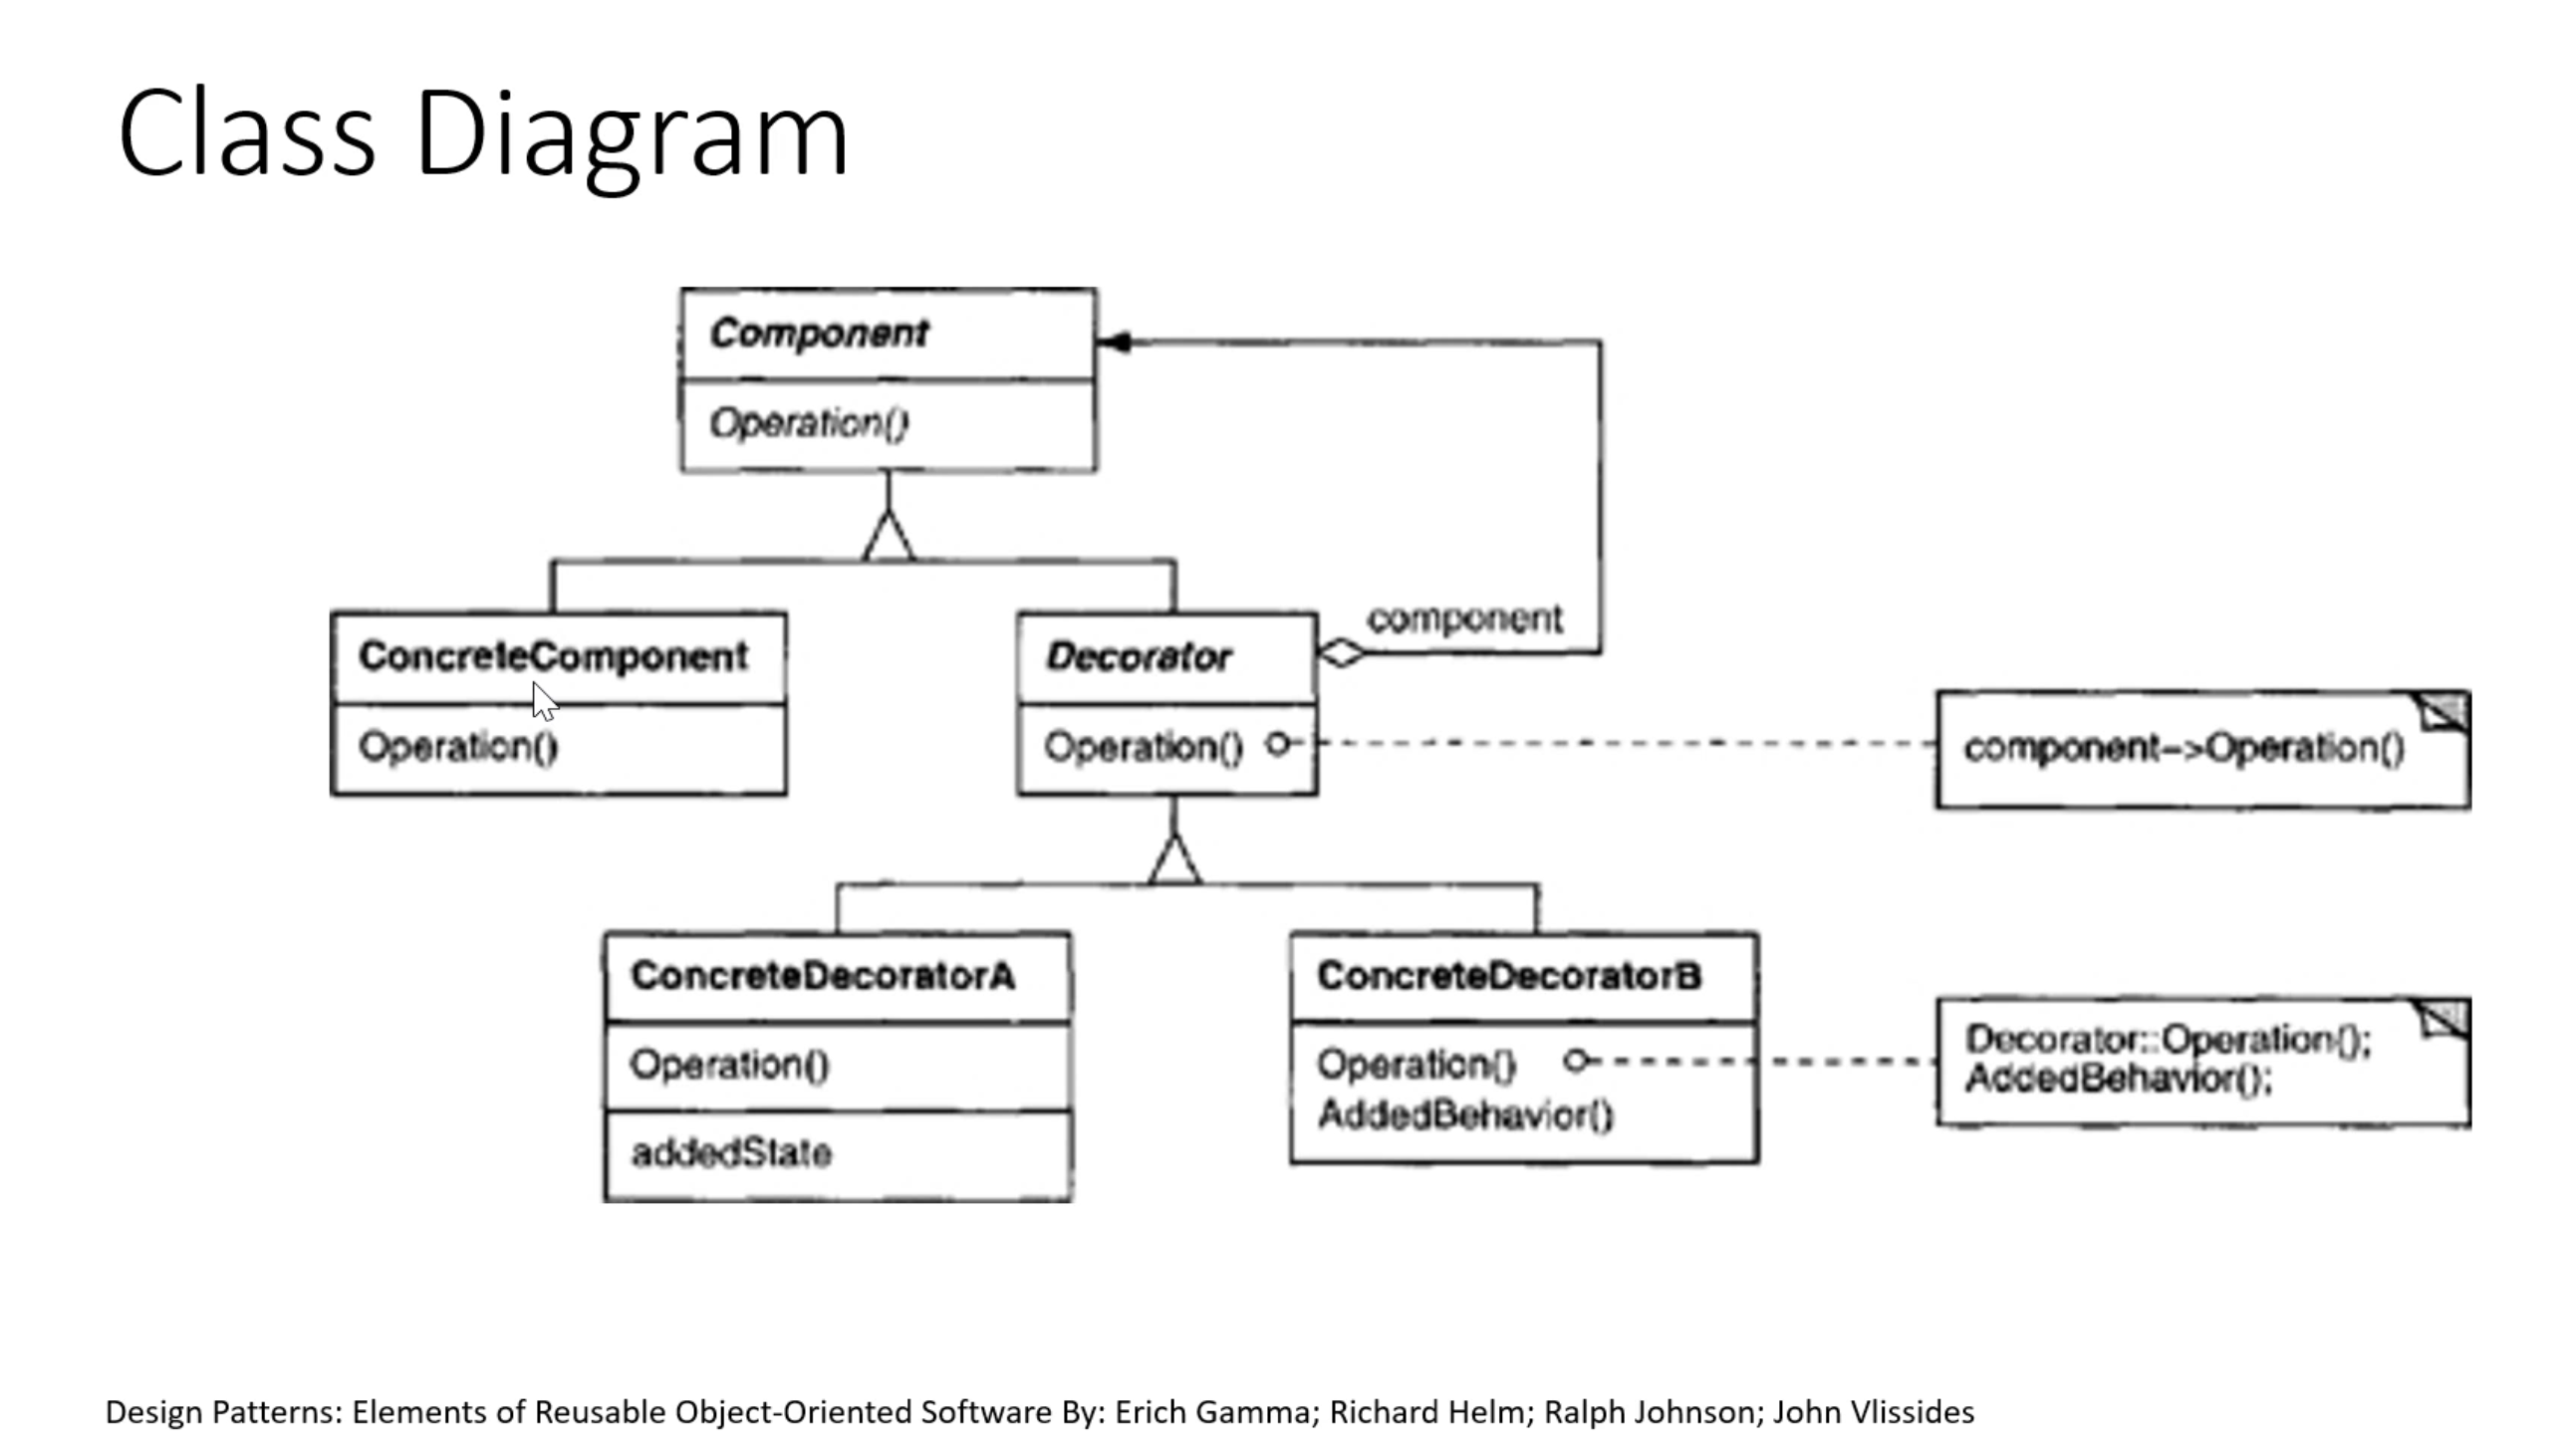 Class Diagram
Component
Operation()
component
ConcreteComponent
Operation()
Decorator
Operation()
component->Operation()
ConcreteDecoratorA
Operation()
addedState
ConcreteDecoratorB
Operation()
AddedBehavior()
Decorator::Operation();
AddedBehavior();
Design Patterns: Elements of Reusable Object-Oriented Software By: Erich Gamma; Richard Helm; Ralph Johnson; John Vlissides